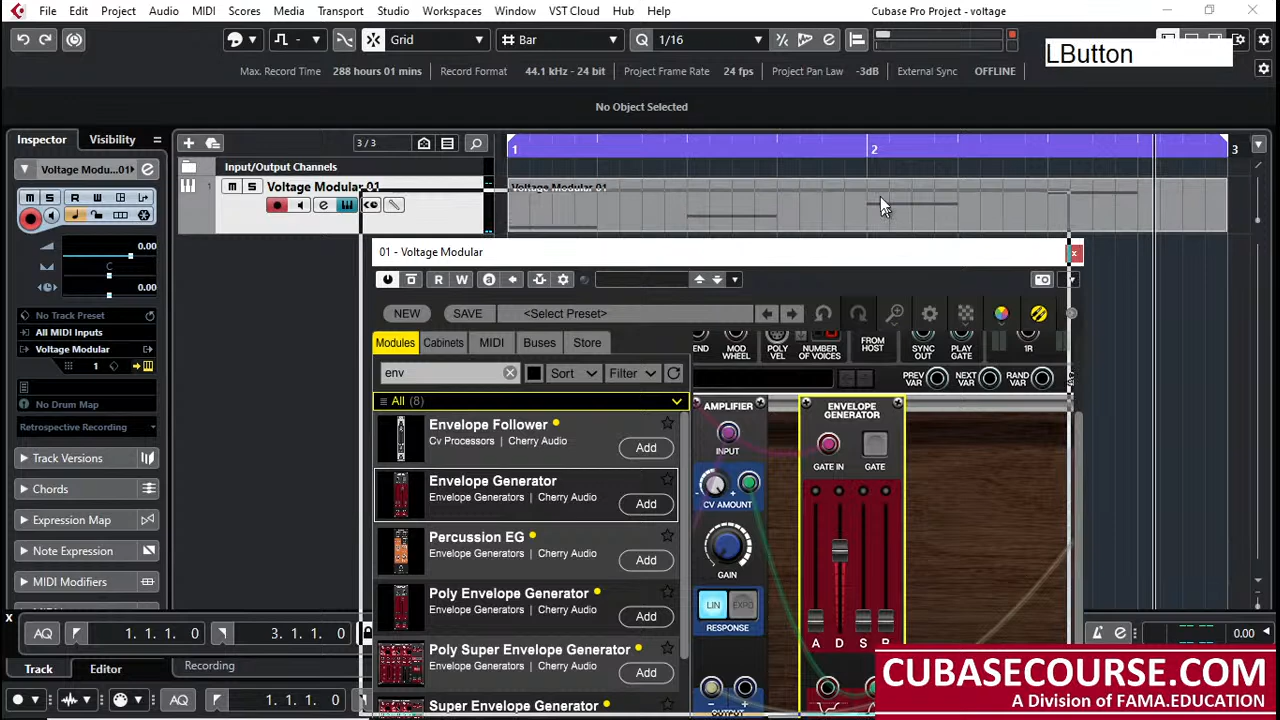 File Edit Project Audio MIDI Scores Media Transport Studio Workspaces Window VST Cloud Hub Help Cubase Pro Project - voltage
Grid Bar 1/16
LButton
Max. Record Time 288 hours 01 mins Record Format 44.1 kHz - 24 bit Project Frame Rate 24 fps Project Pan Law -3dB External Sync OFFLINE
No Object Selected
Inspector Visibility 3/3 1 2 3
Voltage Modu...01 Input/Output Channels
M S R W 1 M S Voltage Modular 01 Voltage Modular 01
0.00
C 0.00
0.00
No Track Preset
All MIDI Inputs
Voltage Modular
1
No Drum Map
Retrospective Recording
Track Versions
Chords
Expression Map
Note Expression
MIDI Modifiers
01 - Voltage Modular
R W
NEW SAVE <Select Preset>
Modules Cabinets MIDI Buses Store
env Sort Filter
All (8)
Envelope Follower
Cv Processors | Cherry Audio
Add
Envelope Generator
Envelope Generators | Cherry Audio
Add
Percussion EG
Envelope Generators | Cherry Audio
Add
Poly Envelope Generator
Envelope Generators | Cherry Audio
Add
Poly Super Envelope Generator
Envelope Generators | Cherry Audio
Add
Super Envelope Generator
END MOD WHEEL POLY VEL NUMBER OF VOICES FROM HOST SYNC OUT PLAY GATE 1R
PREV VAR NEXT VAR RAND VAR
AMPLIFIER
INPUT
- +
CV AMOUNT
GAIN
LIN EXPO
RESPONSE
OUTPUT
ENVELOPE GENERATOR
GATE IN GATE
A D S R
x AQ 1. 1. 1. 0 3. 1. 1. 0 0.00
Track Editor Recording
AQ 1. 1. 1.
CUBASECOURSE.COM
A Division of FAMA.EDUCATION